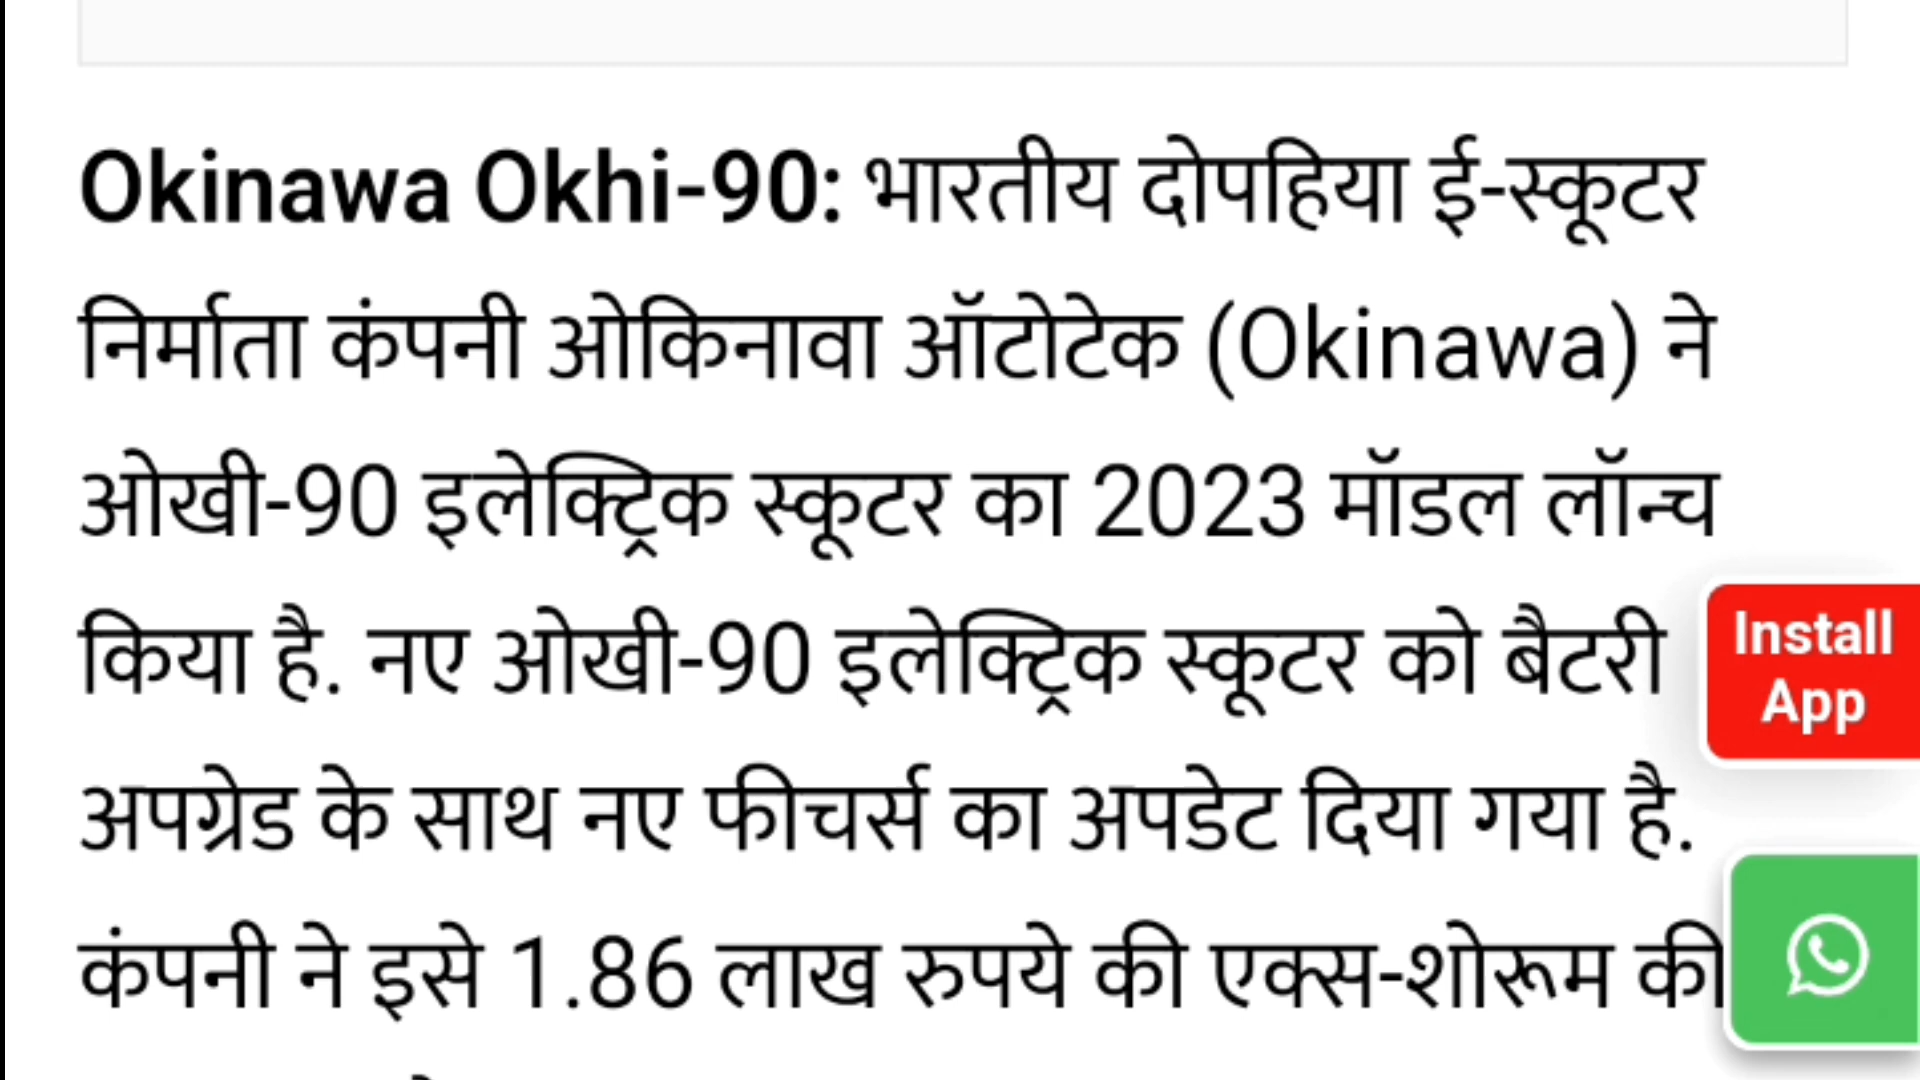 Okinawa Okhi-90: भारतीय दोपहिया ई-स्कूटर
निर्माता कंपनी ओकिनावा ऑटोटेक (Okinawa) ने
ओखी-90 इलेक्ट्रिक स्कूटर का 2023 मॉडल लॉन्च
किया है. नए ओखी-90 इलेक्ट्रिक स्कूटर को बैटरी
Install
App
अपग्रेड के साथ नए फीचर्स का अपडेट दिया गया है.
कंपनी ने इसे 1.86 लाख रुपये की एक्स-शोरूम की